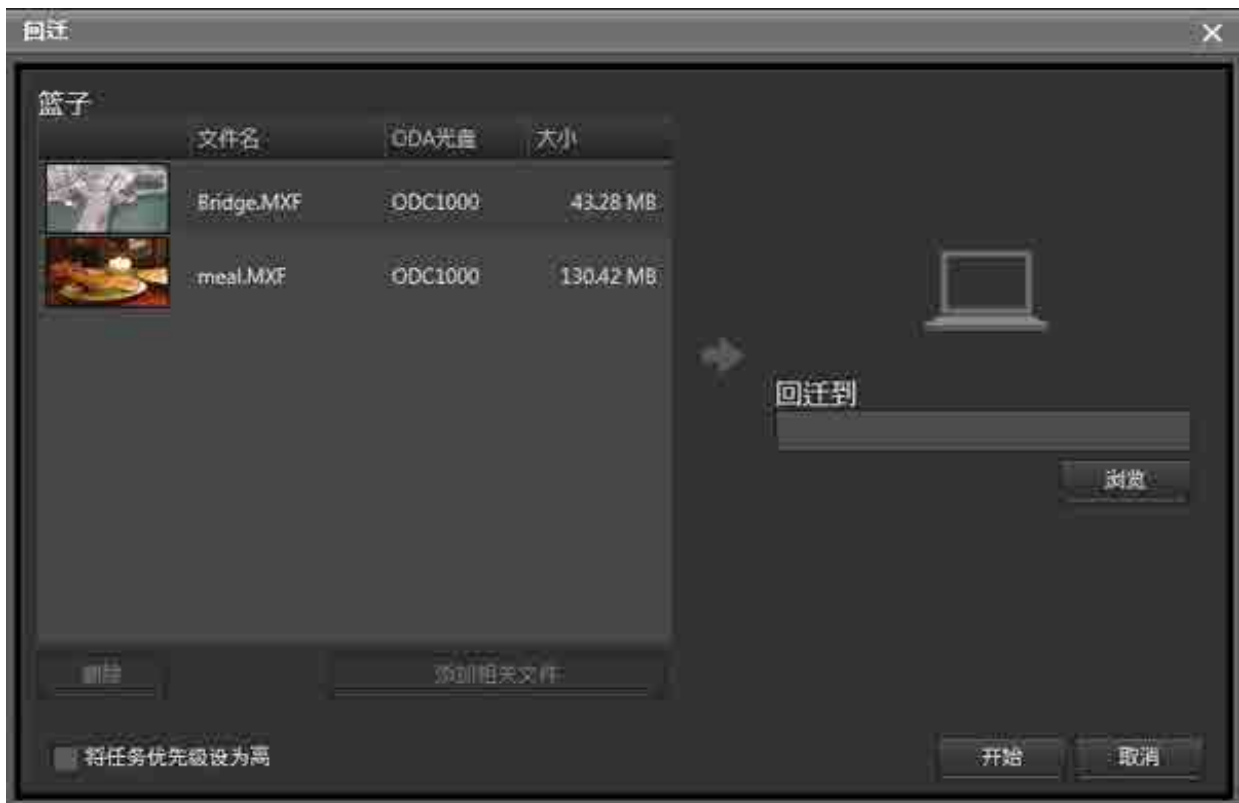 回迁
篮子
文件名 ODA光盘 大小
Bridge.MXF ODC1000 43.28 MB
meal.MXF ODC1000 130.42 MB
回迁到
浏览
删除 添加相关文件
将任务优先级设为高 开始 取消